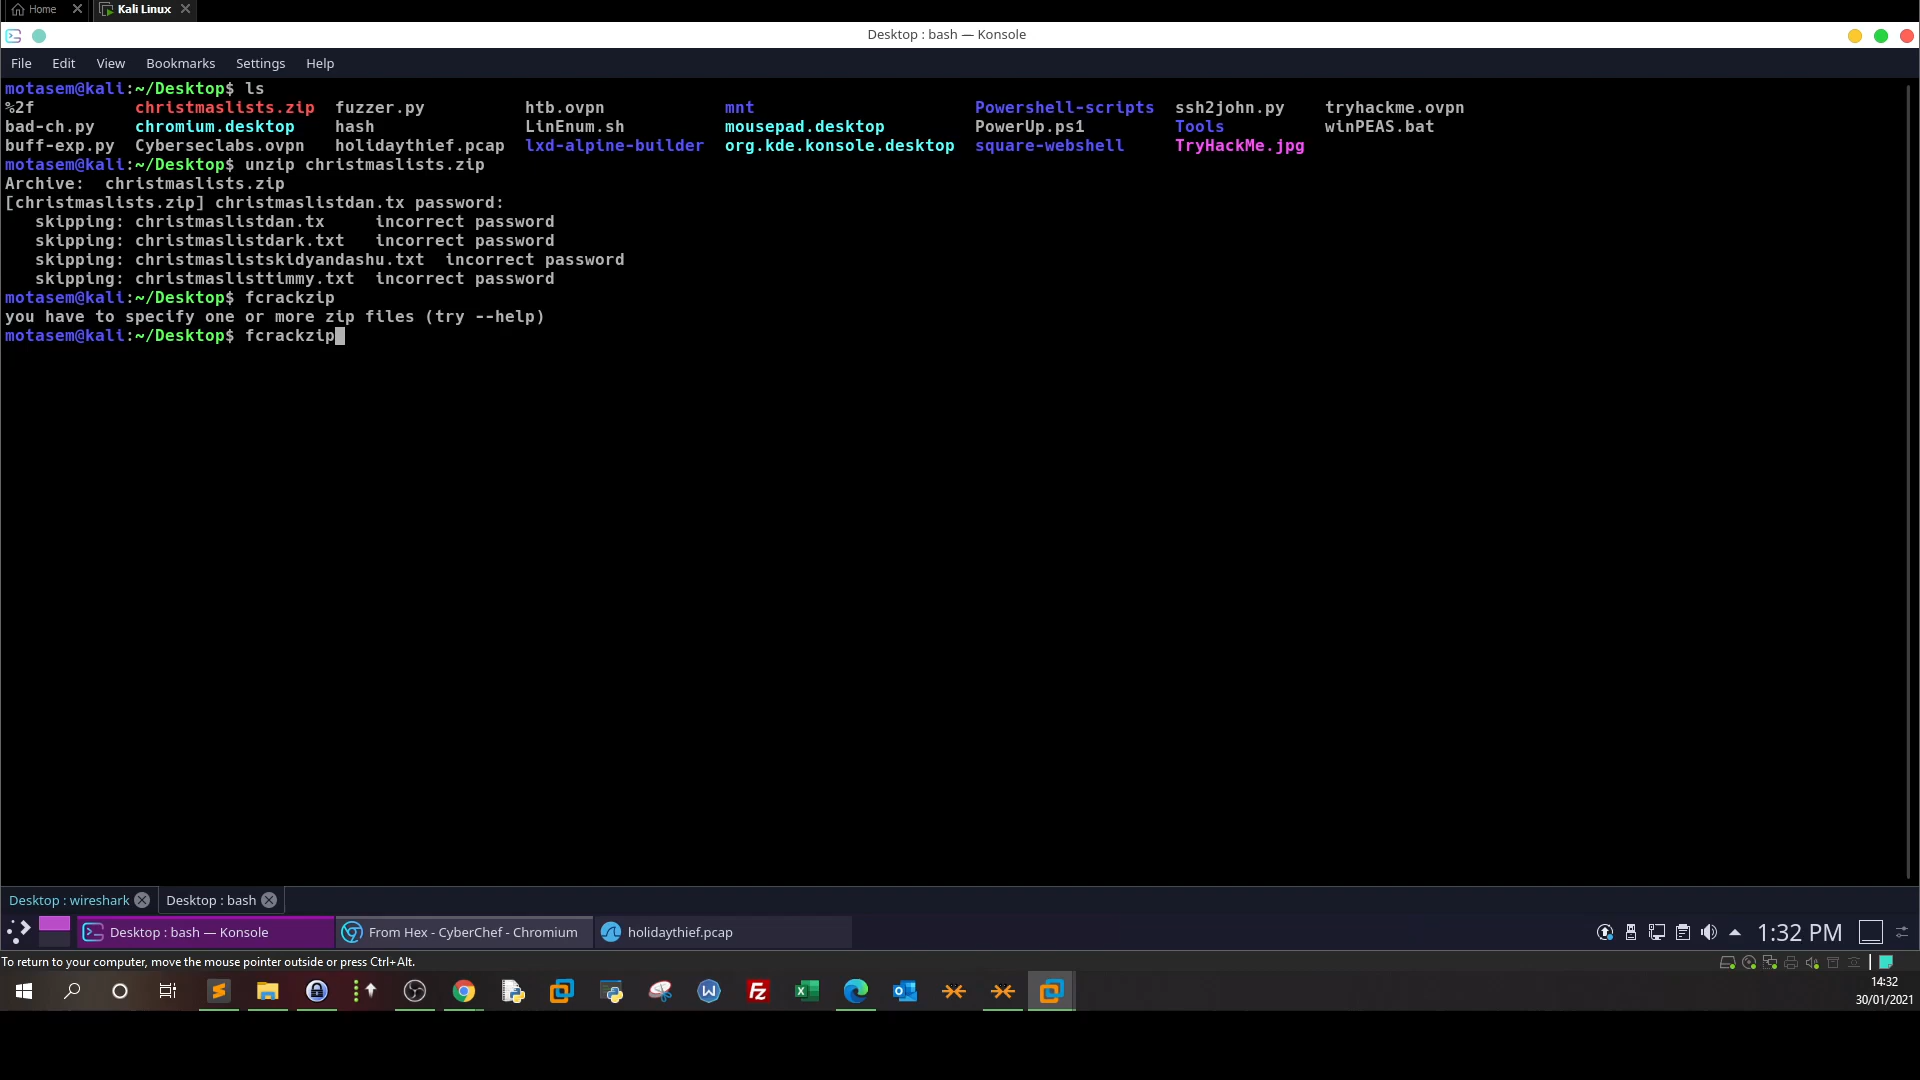 Home
Kali Linux
Desktop : bash — Konsole
File Edit View Bookmarks Settings Help
motasem@kali:~/Desktop$ ls
%2f christmaslists.zip fuzzer.py htb.ovpn mnt Powershell-scripts ssh2john.py tryhackme.ovpn
bad-ch.py chromium.desktop hash LinEnum.sh mousepad.desktop PowerUp.ps1 Tools winPEAS.bat
buff-exp.py Cyberseclabs.ovpn holidaythief.pcap lxd-alpine-builder org.kde.konsole.desktop square-webshell TryHackMe.jpg
motasem@kali:~/Desktop$ unzip christmaslists.zip
Archive:  christmaslists.zip
[christmaslists.zip] christmaslistdan.tx password:
   skipping: christmaslistdan.tx     incorrect password
   skipping: christmaslistdark.txt   incorrect password
   skipping: christmaslistskidyandashu.txt  incorrect password
   skipping: christmaslisttimmy.txt  incorrect password
motasem@kali:~/Desktop$ fcrackzip
you have to specify one or more zip files (try --help)
motasem@kali:~/Desktop$ fcrackzip
Desktop : wireshark
Desktop : bash
Desktop : bash — Konsole
From Hex - CyberChef - Chromium
holidaythief.pcap
1:32 PM
To return to your computer, move the mouse pointer outside or press Ctrl+Alt.
14:32
30/01/2021